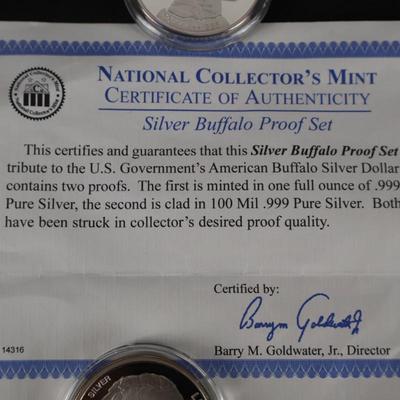 NATIONAL COLLECTOR'S MINT
CERTIFICATE OF AUTHENTICITY
Silver Buffalo Proof Set
This certifies and guarantees that this Silver Buffalo Proof Set
tribute to the U.S. Government's American Buffalo Silver Dollar
contains two proofs. The first is minted in one full ounce of .999
Pure Silver, the second is clad in 100 Mil .999 Pure Silver. Both
have been struck in collector's desired proof quality.
Certified by:
Barry M. Goldwater Jr.
14316
Barry M. Goldwater, Jr., Director
SILVER